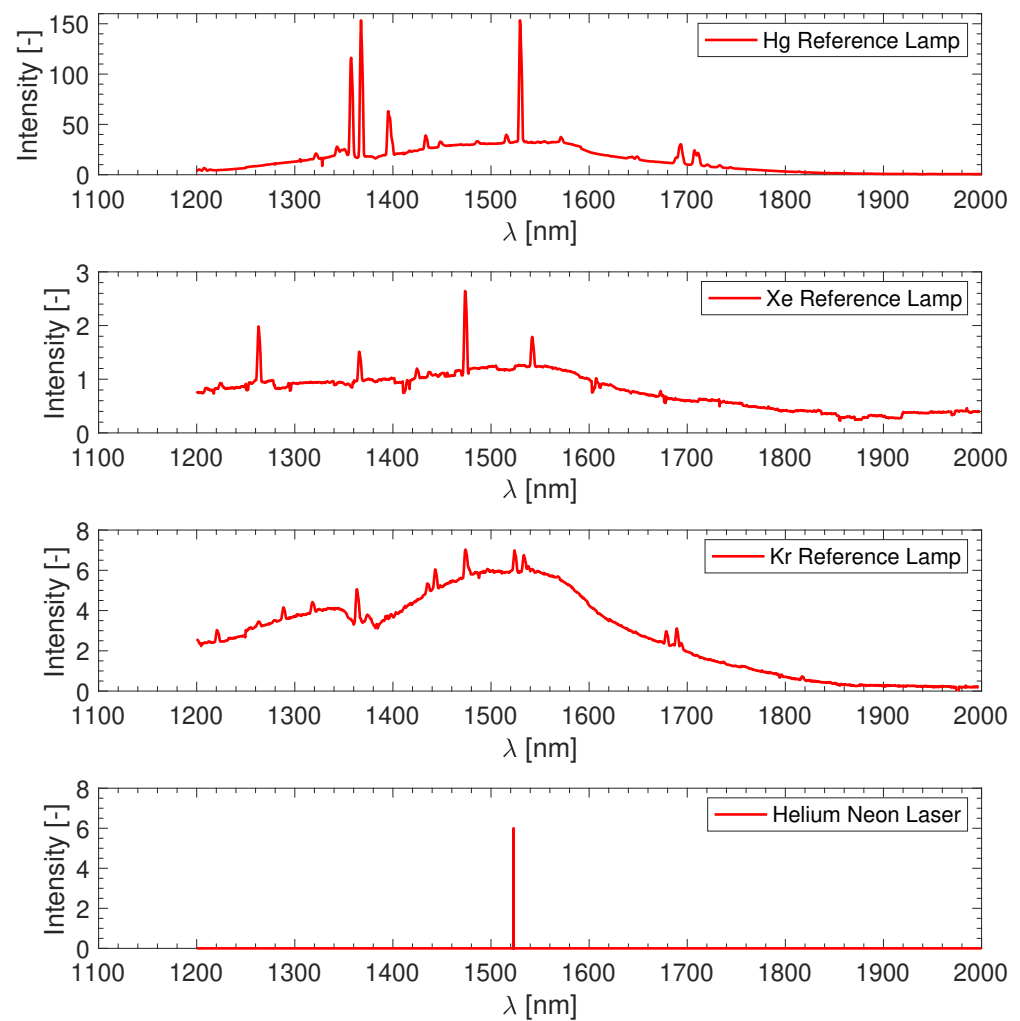 Intensity [-]
150
100
50
0
Hg Reference Lamp
1100 1200 1300 1400 1500 1600 1700 1800 1900 2000
λ [nm]
Intensity [-]
3
2
1
0
Xe Reference Lamp
1100 1200 1300 1400 1500 1600 1700 1800 1900 2000
λ [nm]
Intensity [-]
8
6
4
2
0
Kr Reference Lamp
1100 1200 1300 1400 1500 1600 1700 1800 1900 2000
λ [nm]
Intensity [-]
8
6
4
2
0
Helium Neon Laser
1100 1200 1300 1400 1500 1600 1700 1800 1900 2000
λ [nm]